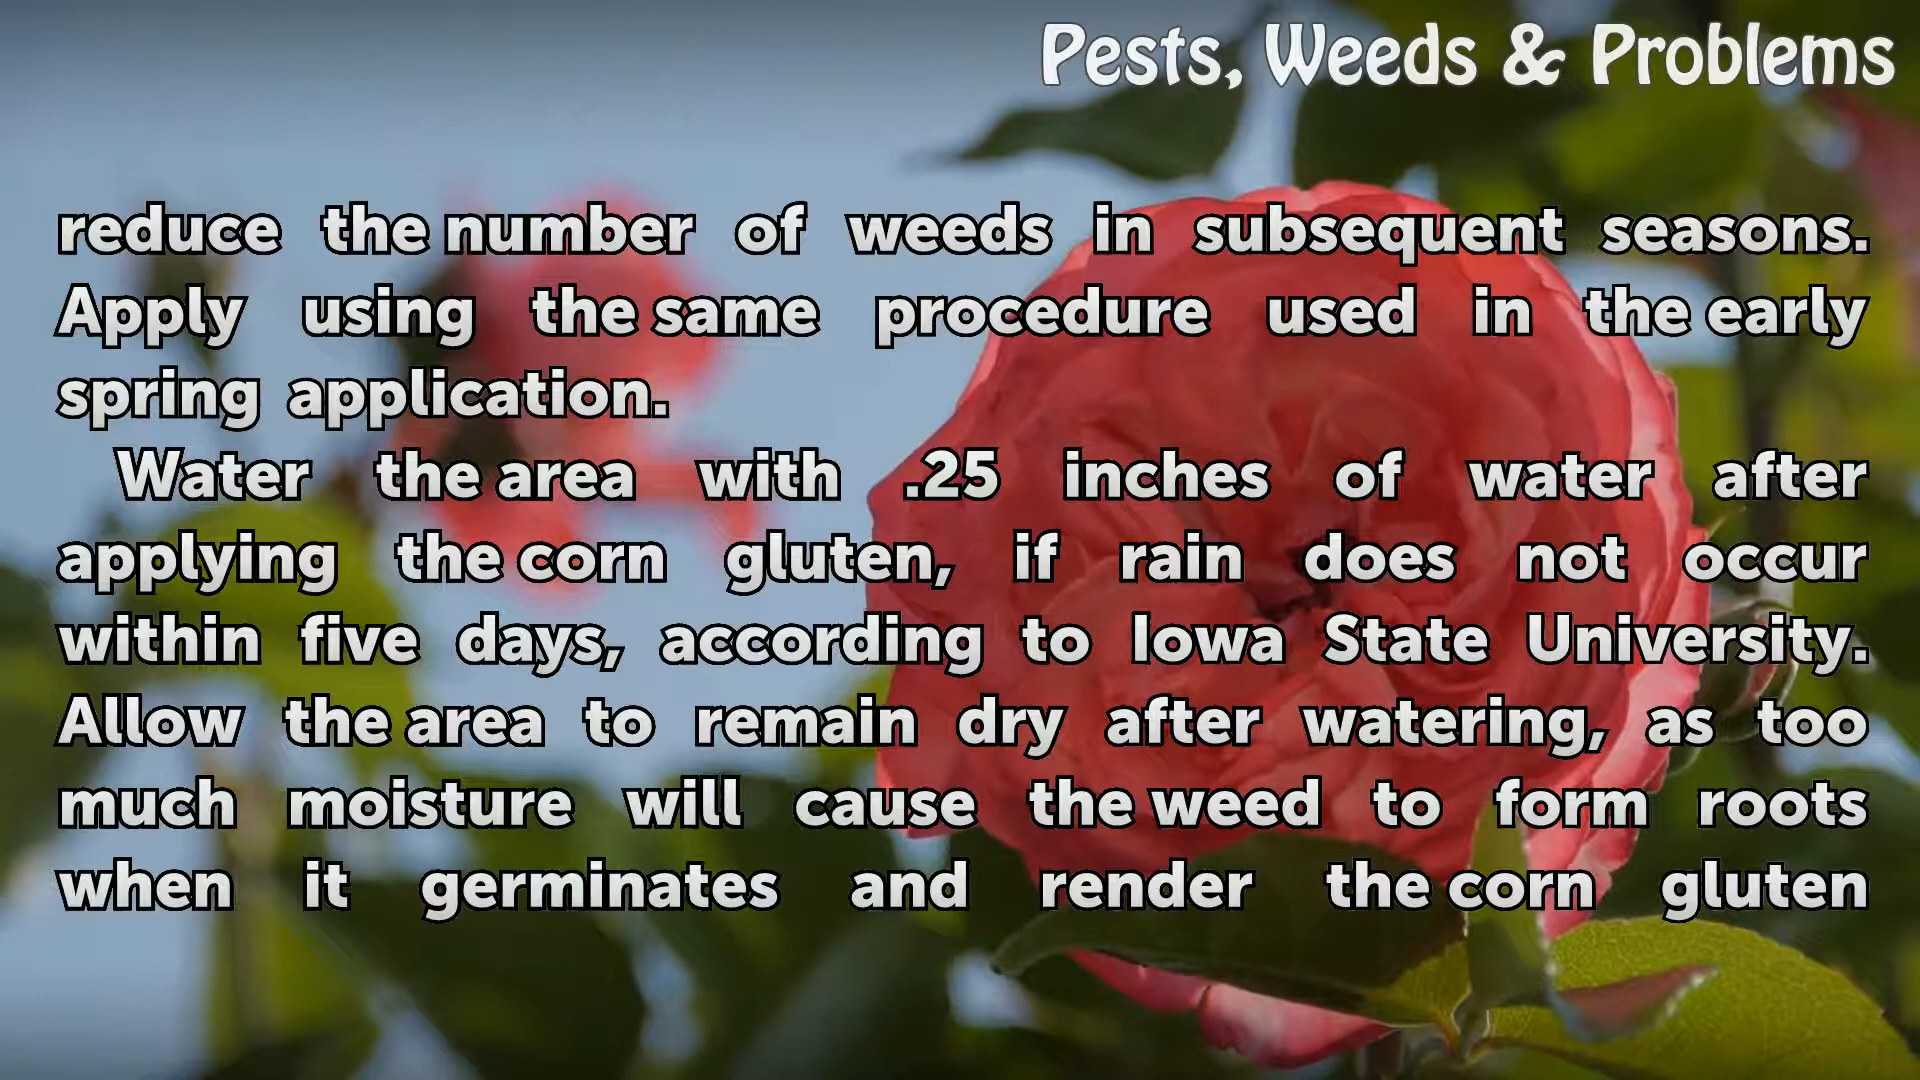 Pests, Weeds & Problems
reduce the number of weeds in subsequent seasons.
Apply using the same procedure used in the early
spring application.
Water the area with .25 inches of water after
applying the corn gluten, if rain does not occur
within five days, according to Iowa State University.
Allow the area to remain dry after watering, as too
much moisture will cause the weed to form roots
when it germinates and render the corn gluten